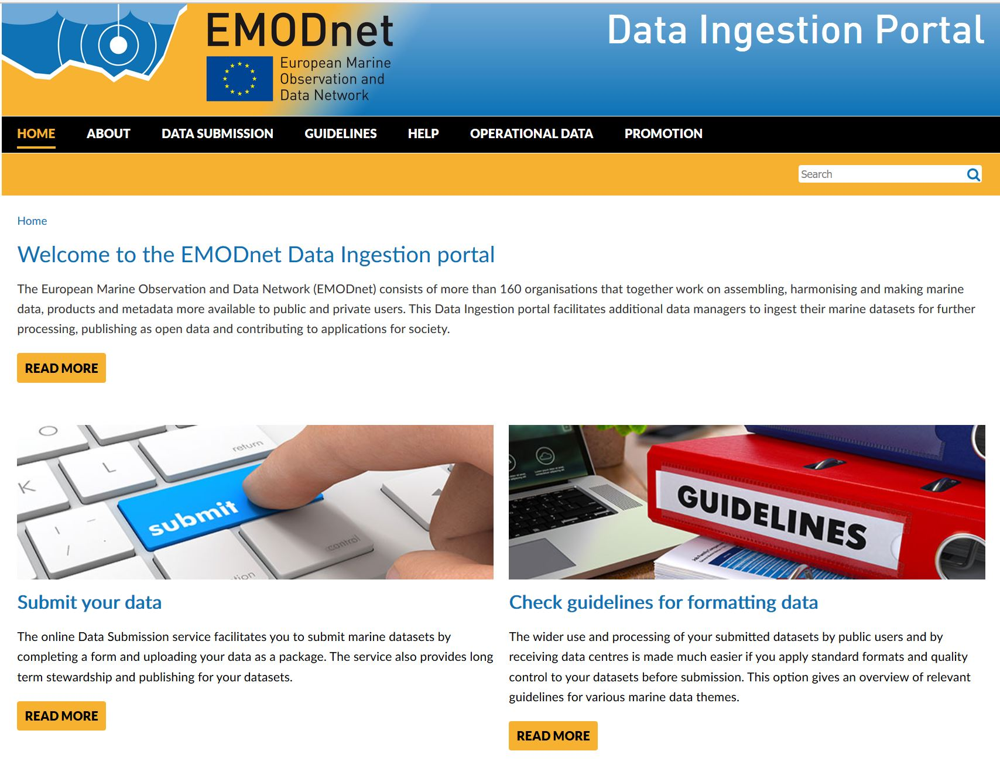 EMODnet
European Marine
Observation and
Data Network
Data Ingestion Portal
HOME ABOUT DATA SUBMISSION GUIDELINES HELP OPERATIONAL DATA PROMOTION
Search
Home
Welcome to the EMODnet Data Ingestion portal
The European Marine Observation and Data Network (EMODnet) consists of more than 160 organisations that together work on assembling, harmonising and making marine
data, products and metadata more available to public and private users. This Data Ingestion portal facilitates additional data managers to ingest their marine datasets for further
processing, publishing as open data and contributing to applications for society.
READ MORE
O
return
L
K
submit
control
GUIDELINES
Submit your data
The online Data Submission service facilitates you to submit marine datasets by
completing a form and uploading your data as a package. The service also provides long
term stewardship and publishing for your datasets.
READ MORE
Check guidelines for formatting data
The wider use and processing of your submitted datasets by public users and by
receiving data centres is made much easier if you apply standard formats and quality
control to your datasets before submission. This option gives an overview of relevant
guidelines for various marine data themes.
READ MORE